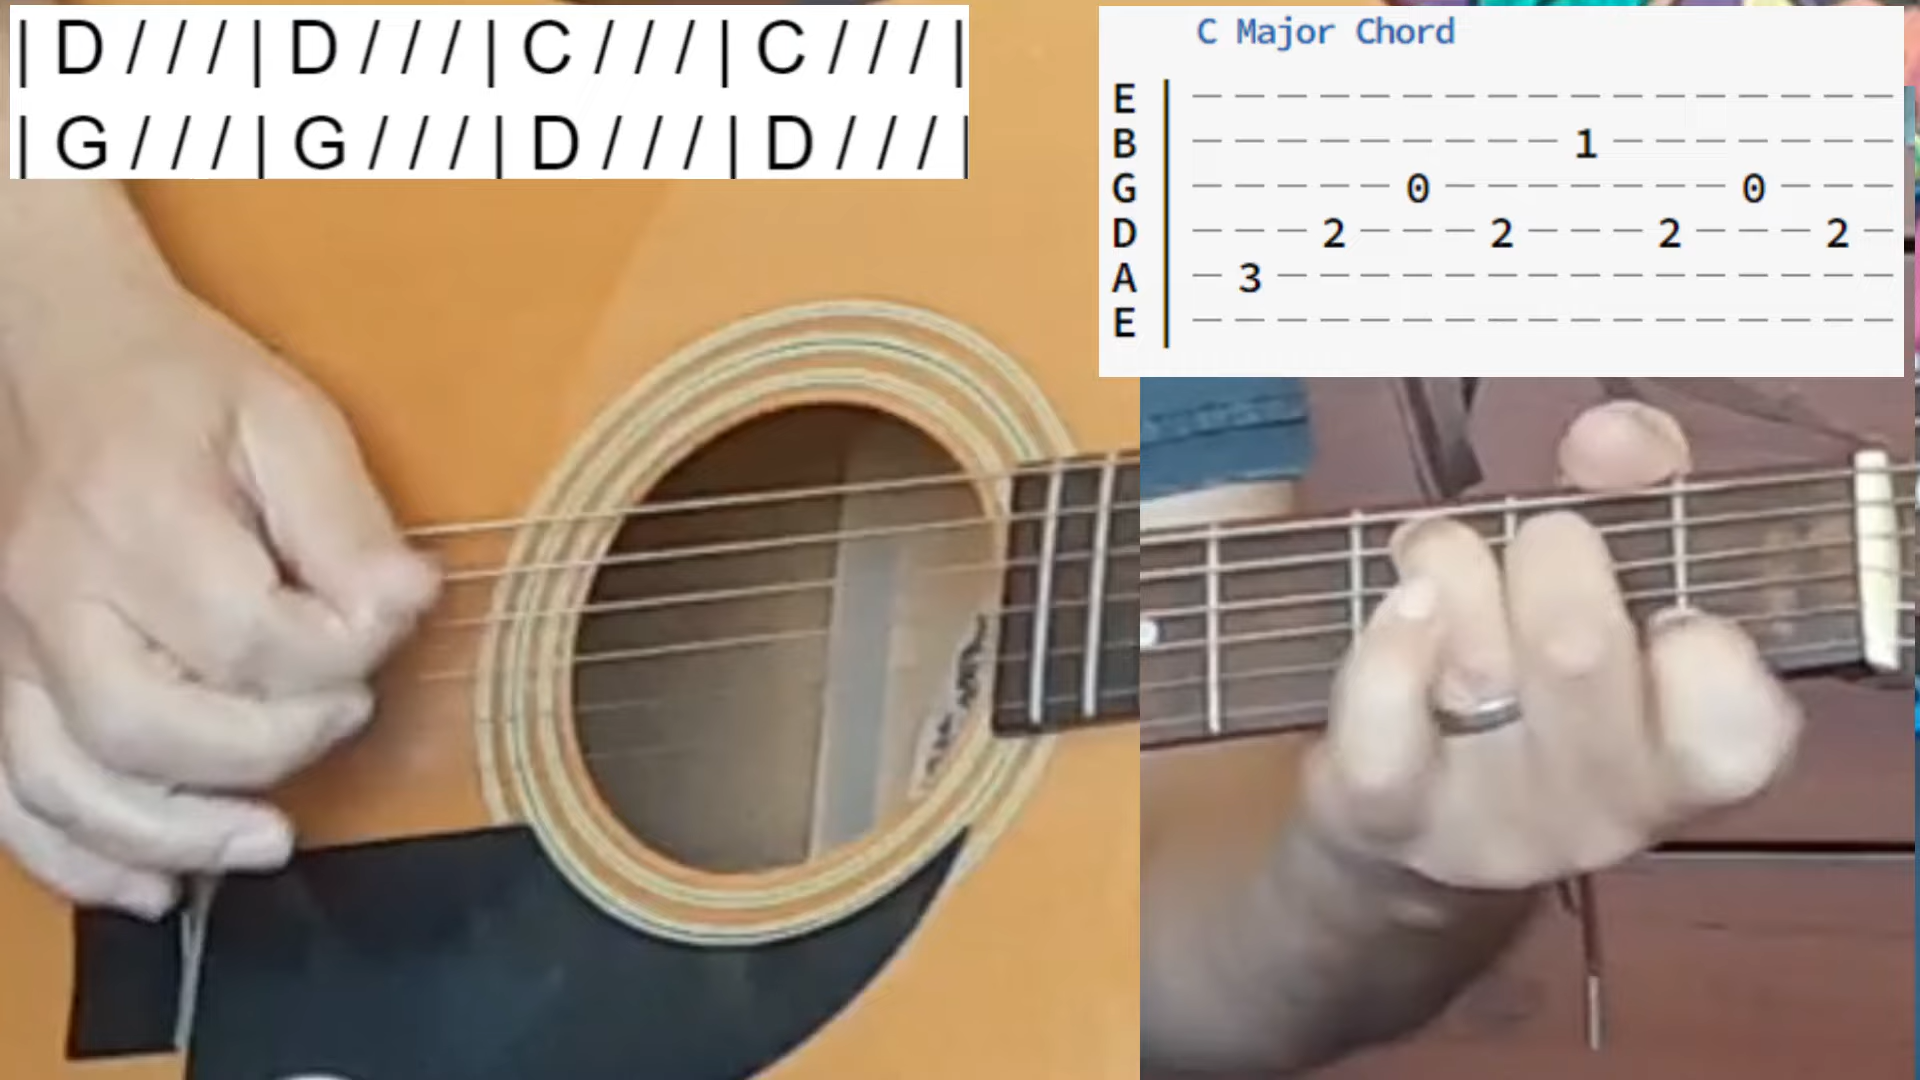 | D / / / | D / / / | C / / / | C / / / |
| G / / / | G / / / | D / / / | D / / / |
C Major Chord
E | — — — — — — — — — — — — — — — — —
B | — — — — — — — — — 1 — — — — — — —
G | — — — — — 0 — — — — — — — 0 — — —
D | — — — 2 — — — 2 — — — 2 — — — 2 —
A | — 3 — — — — — — — — — — — — — — —
E | — — — — — — — — — — — — — — — — —